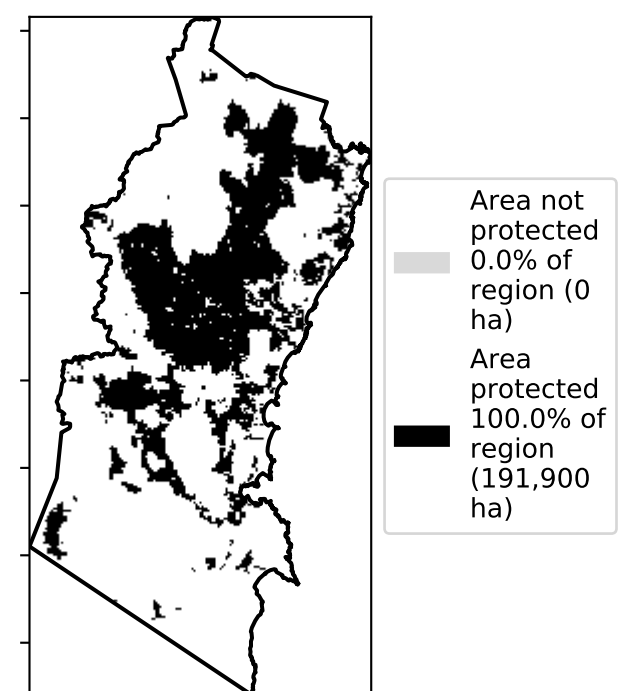 Area not
protected
0.0% of
region (0
ha)
Area
protected
100.0% of
region
(191,900
ha)